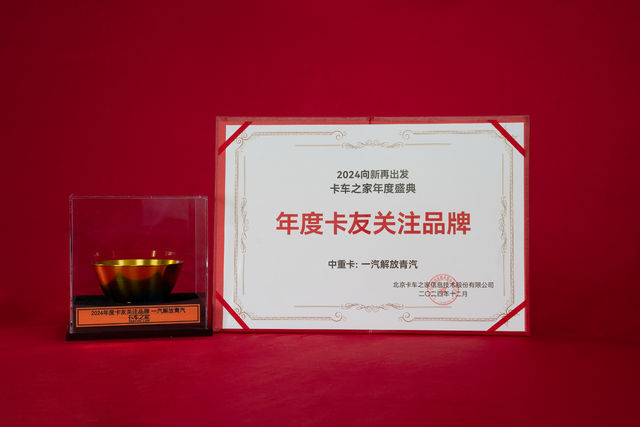 2024向新再出发
卡车之家年度盛典
年度卡友关注品牌
中重卡: 一汽解放青汽
北京卡车之家信息技术股份有限公司
二〇二四年十二月
2024年度卡友关注品牌 一汽解放青汽
卡车之家